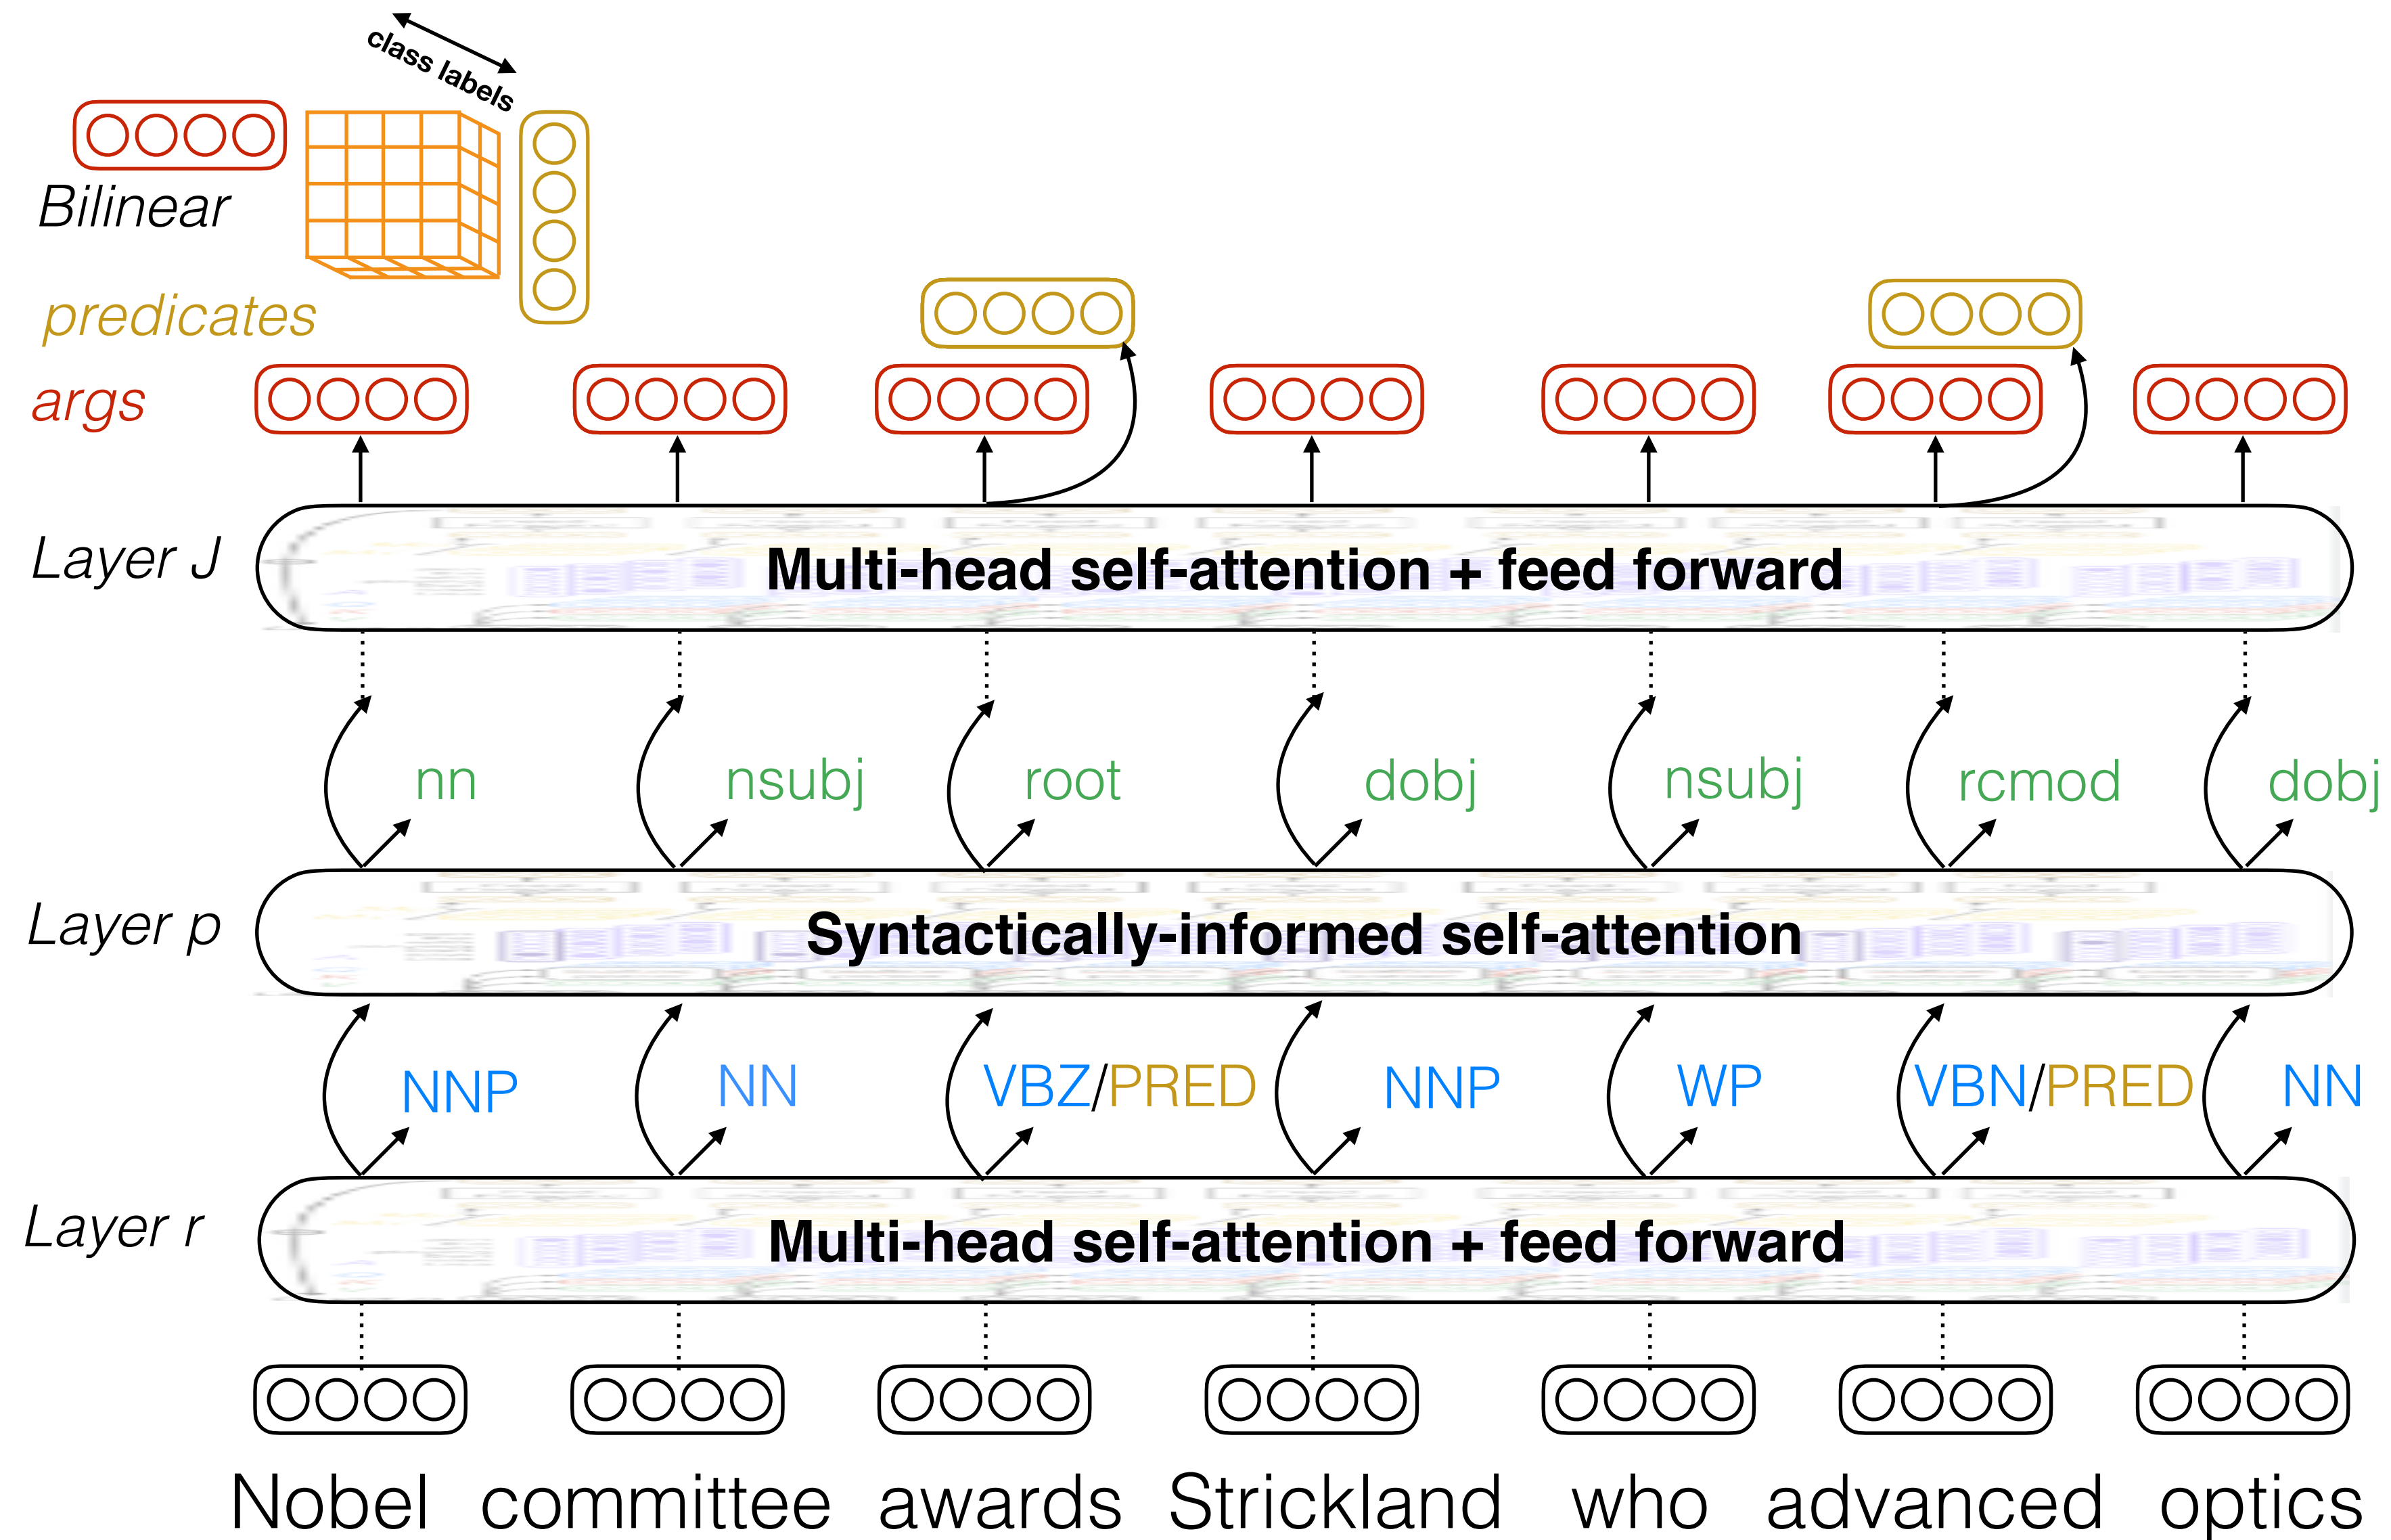 class labels
Bilinear
predicates
args
Layer J
Multi-head self-attention + feed forward
nn nsubj root dobj nsubj rcmod dobj
Layer p
Syntactically-informed self-attention
NNP NN VBZ/PRED NNP WP VBN/PRED NN
Layer r
Multi-head self-attention + feed forward
Nobel committee awards Strickland who advanced optics